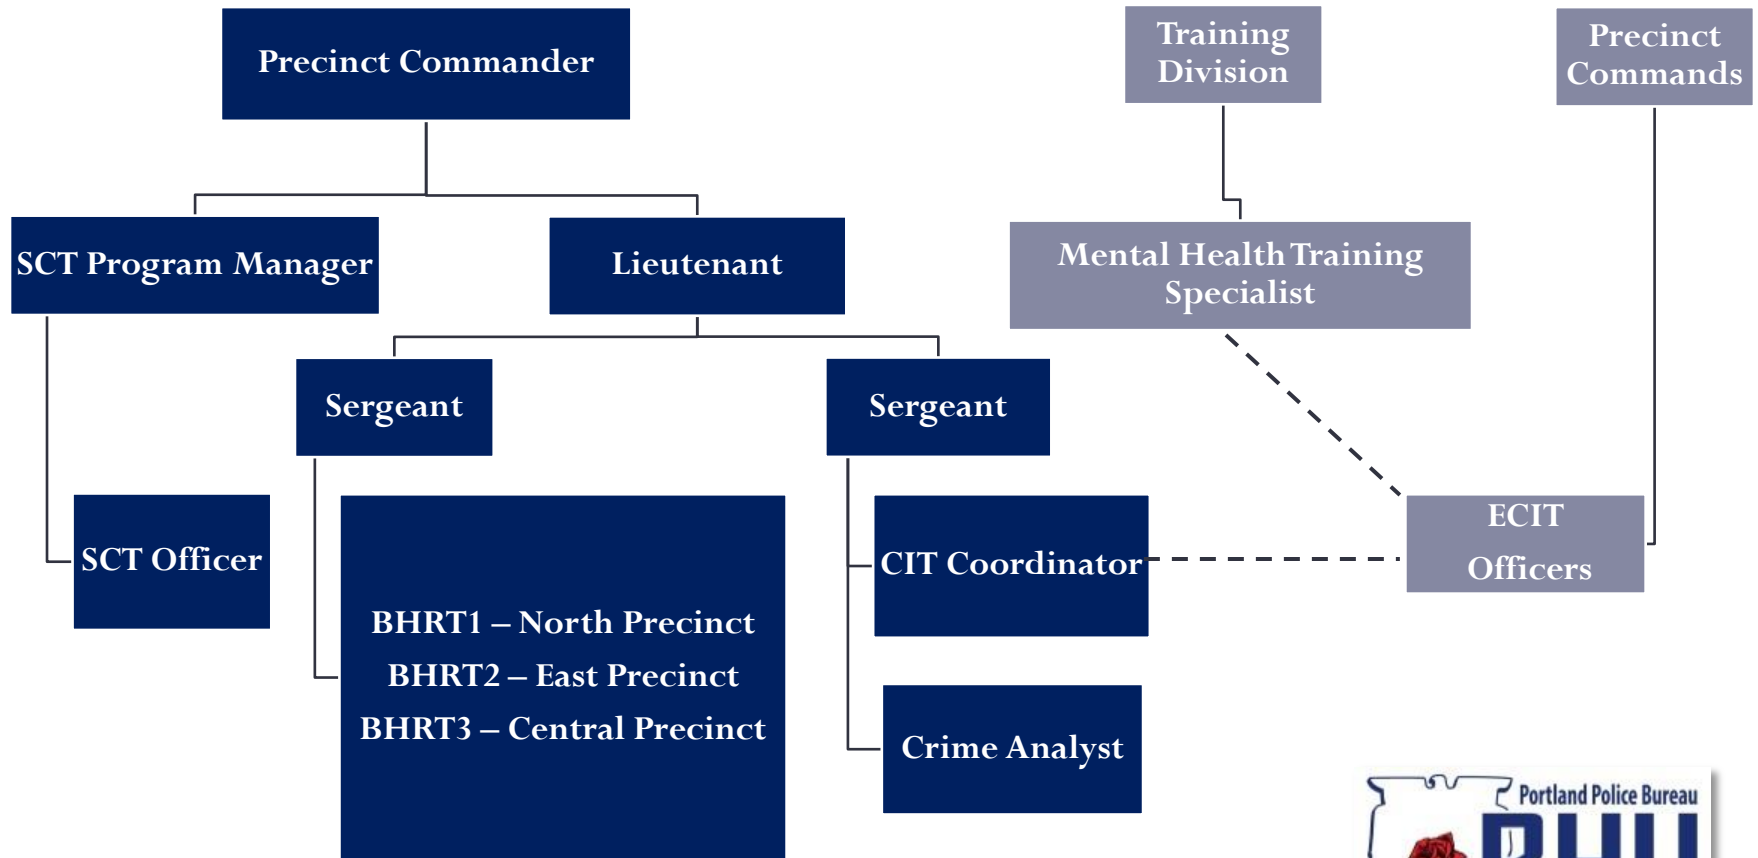 Precinct Commander
Training
Division
Precinct
Commands
SCT Program Manager
Lieutenant
Mental Health Training
Specialist
Sergeant
Sergeant
SCT Officer
BHRT1 – North Precinct
BHRT2 – East Precinct
BHRT3 – Central Precinct
CIT Coordinator
Crime Analyst
ECIT
Officers
Portland Police Bureau
BHU